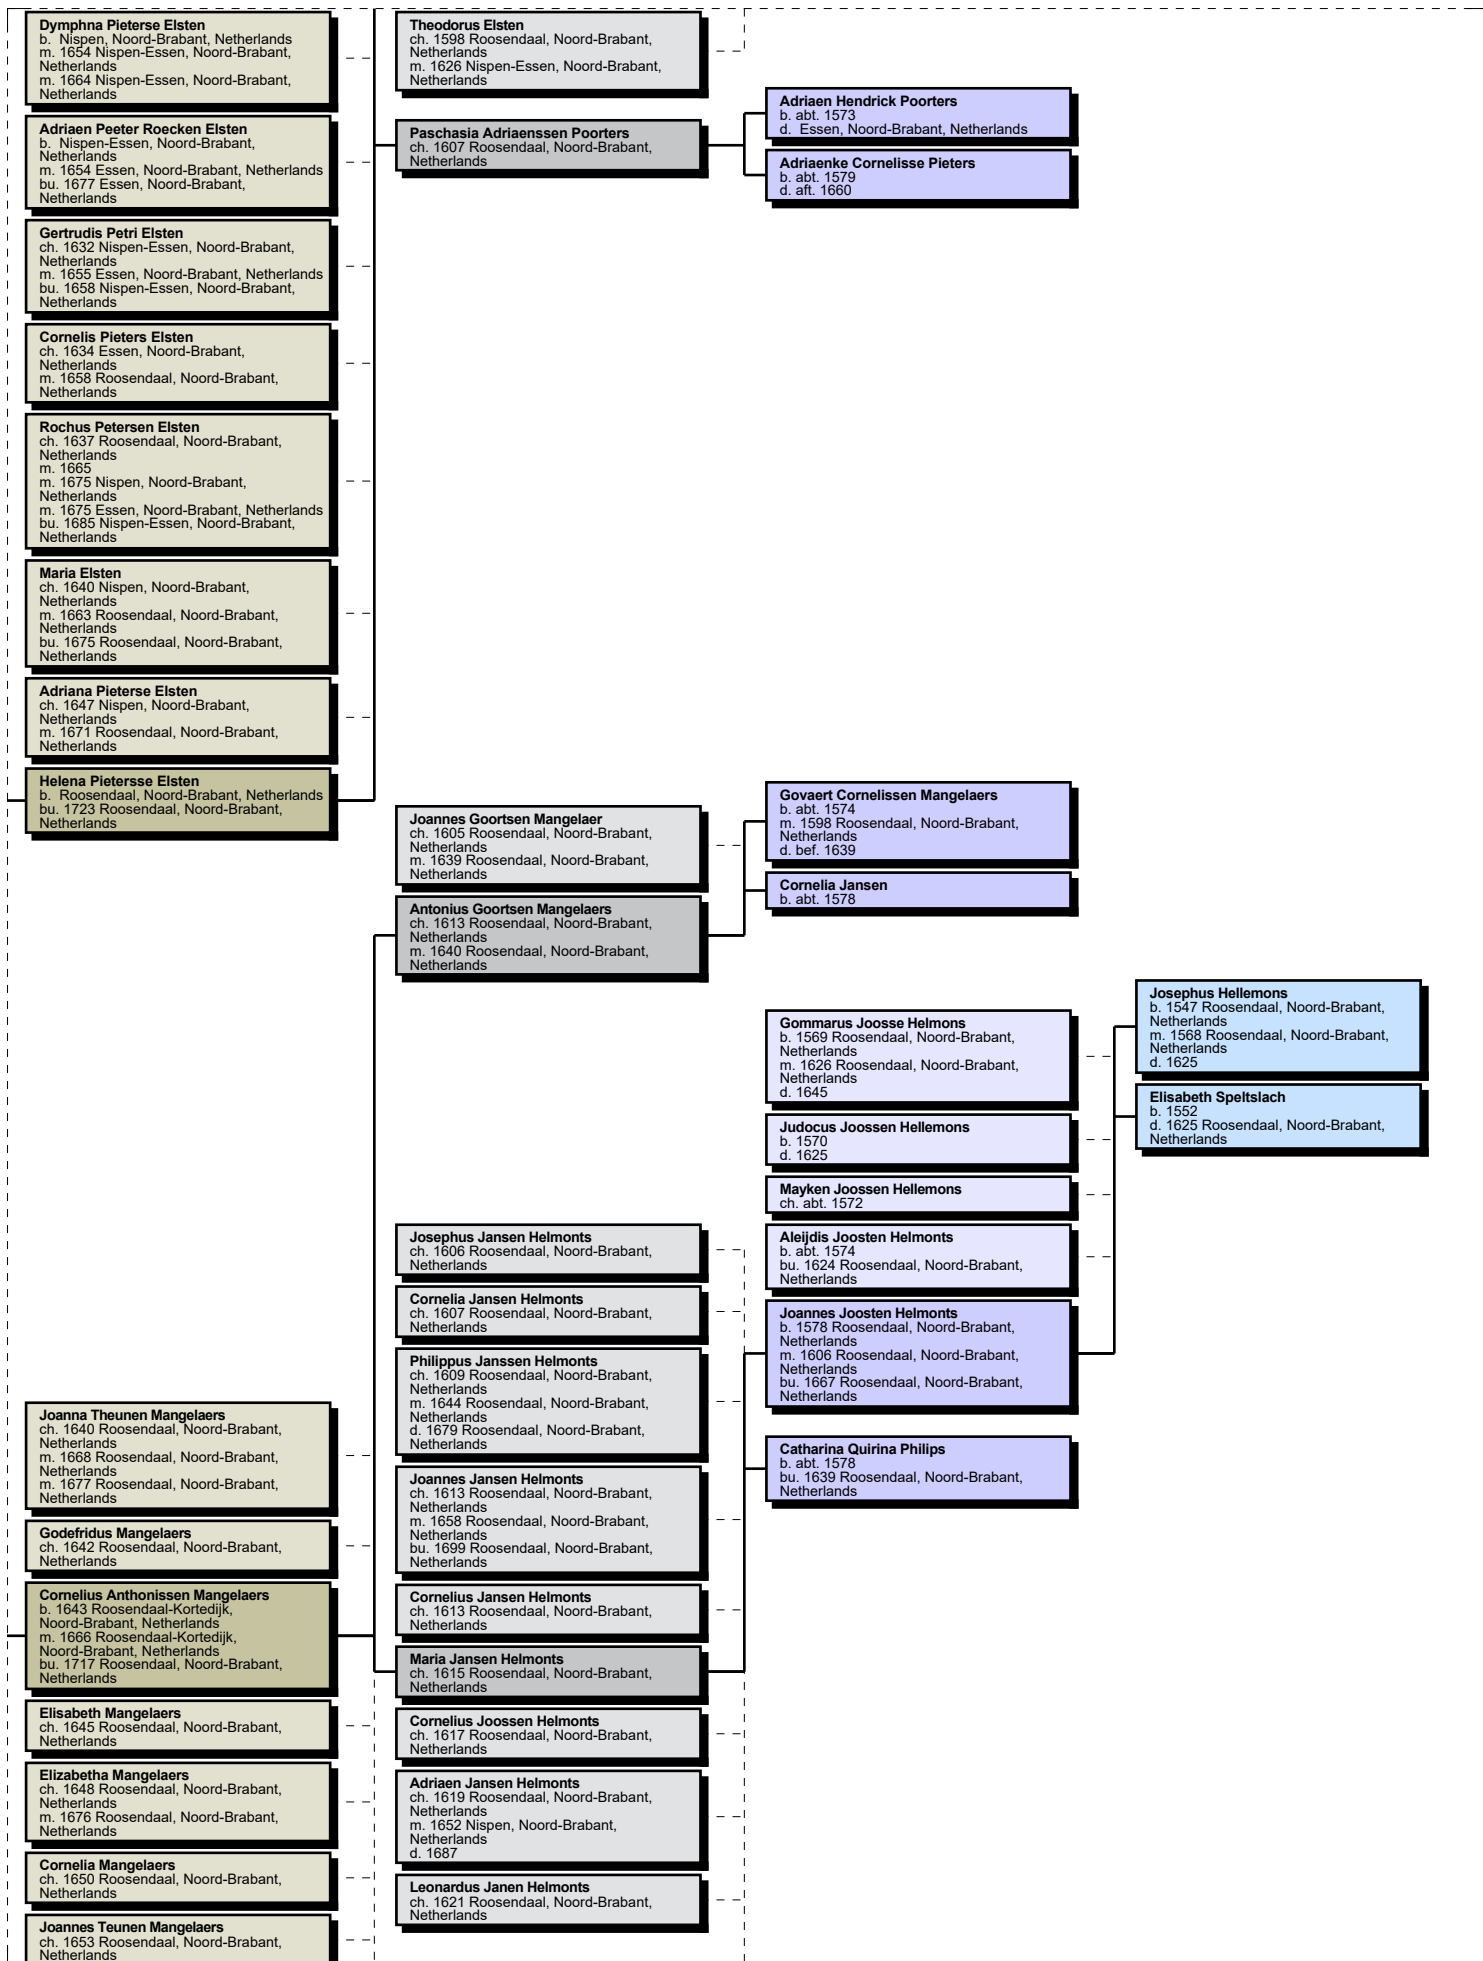 Dymphna Pieterse Elsten
b.  Nispen, Noord-Brabant, Netherlands
m. 1654 Nispen-Essen, Noord-Brabant,
Netherlands
m. 1664 Nispen-Essen, Noord-Brabant,
Netherlands
Adriaen Peeter Roecken Elsten
b.  Nispen-Essen, Noord-Brabant,
Netherlands
m. 1654 Essen, Noord-Brabant, Netherlands
bu. 1677 Essen, Noord-Brabant,
Netherlands
Gertrudis Petri Elsten
ch. 1632 Nispen-Essen, Noord-Brabant,
Netherlands
m. 1655 Essen, Noord-Brabant, Netherlands
bu. 1658 Nispen-Essen, Noord-Brabant,
Netherlands
Cornelis Pieters Elsten
ch. 1634 Essen, Noord-Brabant,
Netherlands
m. 1658 Roosendaal, Noord-Brabant,
Netherlands
Rochus Petersen Elsten
ch. 1637 Roosendaal, Noord-Brabant,
Netherlands
m. 1665
m. 1675 Nispen, Noord-Brabant,
Netherlands
m. 1675 Essen, Noord-Brabant, Netherlands
bu. 1685 Nispen-Essen, Noord-Brabant,
Netherlands
Maria Elsten
ch. 1640 Nispen, Noord-Brabant,
Netherlands
m. 1663 Roosendaal, Noord-Brabant,
Netherlands
bu. 1675 Roosendaal, Noord-Brabant,
Netherlands
Adriana Pieterse Elsten
ch. 1647 Nispen, Noord-Brabant,
Netherlands
m. 1671 Roosendaal, Noord-Brabant,
Netherlands
Helena Pietersse Elsten
b.  Roosendaal, Noord-Brabant, Netherlands
bu. 1723 Roosendaal, Noord-Brabant,
Netherlands
Joanna Theunen Mangelaers
ch. 1640 Roosendaal, Noord-Brabant,
Netherlands
m. 1668 Roosendaal, Noord-Brabant,
Netherlands
m. 1677 Roosendaal, Noord-Brabant,
Netherlands
Godefridus Mangelaers
ch. 1642 Roosendaal, Noord-Brabant,
Netherlands
Cornelius Anthonissen Mangelaers
b. 1643 Roosendaal-Kortedijk,
Noord-Brabant, Netherlands
m. 1666 Roosendaal-Kortedijk,
Noord-Brabant, Netherlands
bu. 1717 Roosendaal, Noord-Brabant,
Netherlands
Elisabeth Mangelaers
ch. 1645 Roosendaal, Noord-Brabant,
Netherlands
Elizabetha Mangelaers
ch. 1648 Roosendaal, Noord-Brabant,
Netherlands
m. 1676 Roosendaal, Noord-Brabant,
Netherlands
Cornelia Mangelaers
ch. 1650 Roosendaal, Noord-Brabant,
Netherlands
Joannes Teunen Mangelaers
ch. 1653 Roosendaal, Noord-Brabant,
Netherlands
Theodorus Elsten
ch. 1598 Roosendaal, Noord-Brabant,
Netherlands
m. 1626 Nispen-Essen, Noord-Brabant,
Netherlands
Paschasia Adriaenssen Poorters
ch. 1607 Roosendaal, Noord-Brabant,
Netherlands
Joannes Goortsen Mangelaer
ch. 1605 Roosendaal, Noord-Brabant,
Netherlands
m. 1639 Roosendaal, Noord-Brabant,
Netherlands
Antonius Goortsen Mangelaers
ch. 1613 Roosendaal, Noord-Brabant,
Netherlands
m. 1640 Roosendaal, Noord-Brabant,
Netherlands
Josephus Jansen Helmonts
ch. 1606 Roosendaal, Noord-Brabant,
Netherlands
Cornelia Jansen Helmonts
ch. 1607 Roosendaal, Noord-Brabant,
Netherlands
Philippus Janssen Helmonts
ch. 1609 Roosendaal, Noord-Brabant,
Netherlands
m. 1644 Roosendaal, Noord-Brabant,
Netherlands
d. 1679 Roosendaal, Noord-Brabant,
Netherlands
Joannes Jansen Helmonts
ch. 1613 Roosendaal, Noord-Brabant,
Netherlands
m. 1658 Roosendaal, Noord-Brabant,
Netherlands
bu. 1699 Roosendaal, Noord-Brabant,
Netherlands
Cornelius Jansen Helmonts
ch. 1613 Roosendaal, Noord-Brabant,
Netherlands
Maria Jansen Helmonts
ch. 1615 Roosendaal, Noord-Brabant,
Netherlands
Cornelius Joossen Helmonts
ch. 1617 Roosendaal, Noord-Brabant,
Netherlands
Adriaen Jansen Helmonts
ch. 1619 Roosendaal, Noord-Brabant,
Netherlands
m. 1652 Nispen, Noord-Brabant,
Netherlands
d. 1687
Leonardus Janen Helmonts
ch. 1621 Roosendaal, Noord-Brabant,
Netherlands
Adriaen Hendrick Poorters
b. abt. 1573
d.  Essen, Noord-Brabant, Netherlands
Adriaenke Cornelisse Pieters
b. abt. 1579
d. aft. 1660
Govaert Cornelissen Mangelaers
b. abt. 1574
m. 1598 Roosendaal, Noord-Brabant,
Netherlands
d. bef. 1639
Cornelia Jansen
b. abt. 1578
Gommarus Joosse Helmons
b. 1569 Roosendaal, Noord-Brabant,
Netherlands
m. 1626 Roosendaal, Noord-Brabant,
Netherlands
d. 1645
Judocus Joossen Hellemons
b. 1570
d. 1625
Mayken Joossen Hellemons
ch. abt. 1572
Aleijdis Joosten Helmonts
b. abt. 1574
bu. 1624 Roosendaal, Noord-Brabant,
Netherlands
Joannes Joosten Helmonts
b. 1578 Roosendaal, Noord-Brabant,
Netherlands
m. 1606 Roosendaal, Noord-Brabant,
Netherlands
bu. 1667 Roosendaal, Noord-Brabant,
Netherlands
Catharina Quirina Philips
b. abt. 1578
bu. 1639 Roosendaal, Noord-Brabant,
Netherlands
Josephus Hellemons
b. 1547 Roosendaal, Noord-Brabant,
Netherlands
m. 1568 Roosendaal, Noord-Brabant,
Netherlands
d. 1625
Elisabeth Speltslach
b. 1552
d. 1625 Roosendaal, Noord-Brabant,
Netherlands